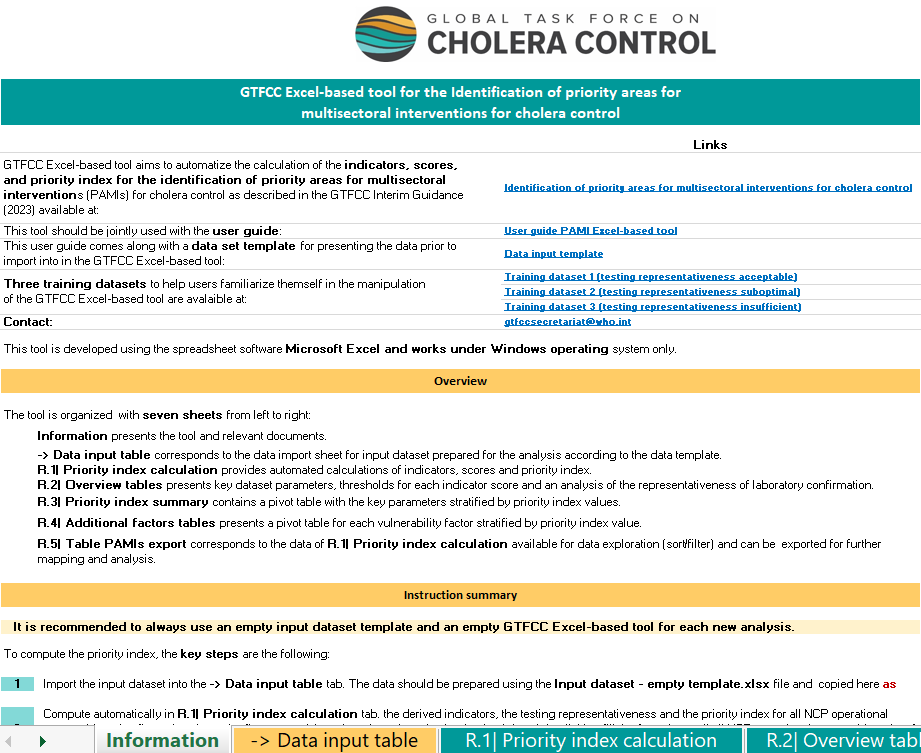 GLOBAL TASK FORCE ON
CHOLERA CONTROL
GTFCC Excel-based tool for the Identification of priority areas for
multisectoral interventions for cholera control
Links
GTFCC Excel-based tool aims to automatize the calculation of the indicators, scores,
and priority index for the identification of priority areas for multisectoral
interventions (PAMIs) for cholera control as described in the GTFCC Interim Guidance
(2023) available at:
Identification of priority areas for multisectoral interventions for cholera control
This tool should be jointly used with the user guide:
User guide PAMI Excel-based tool
This user guide comes along with a data set template for presenting the data prior to
import into in the GTFCC Excel-based tool:
Data input template
Three training datasets to help users familiarize themself in the manipulation
of the GTFCC Excel-based tool are avalaible at:
Training dataset 1 (testing representativeness acceptable)
Training dataset 2 (testing representativeness suboptimal)
Training dataset 3 (testing representativeness insufficient)
Contact:
gtfccsecretariat@who.int
This tool is developed using the spreadsheet software Microsoft Excel and works under Windows operating system only.
Overview
The tool is organized with seven sheets from left to right:
Information presents the tool and relevant documents.
-> Data input table corresponds to the data import sheet for input dataset prepared for the analysis according to the data template.
R.1| Priority index calculation provides automated calculations of indicators, scores and priority index.
R.2| Overview tables presents key dataset parameters, thresholds for each indicator score and an analysis of the representativeness of laboratory confirmation.
R.3| Priority index summary contains a pivot table with the key parameters stratified by priority index values.
R.4| Additional factors tables presents a pivot table for each vulnerability factor stratified by priority index value.
R.5| Table PAMIs export corresponds to the data of R.1| Priority index calculation available for data exploration (sort/filter) and can be exported for further
mapping and analysis.
Instruction summary
It is recommended to always use an empty input dataset template and an empty GTFCC Excel-based tool for each new analysis.
To compute the priority index, the key steps are the following:
1 Import the input dataset into the -> Data input table tab. The data should be prepared using the Input dataset - empty template.xlsx file and copied here as
Compute automatically in R.1| Priority index calculation tab. the derived indicators, the testing representativeness and the priority index for all NCP operational
Information -> Data input table R.1| Priority index calculation R.2| Overview tab